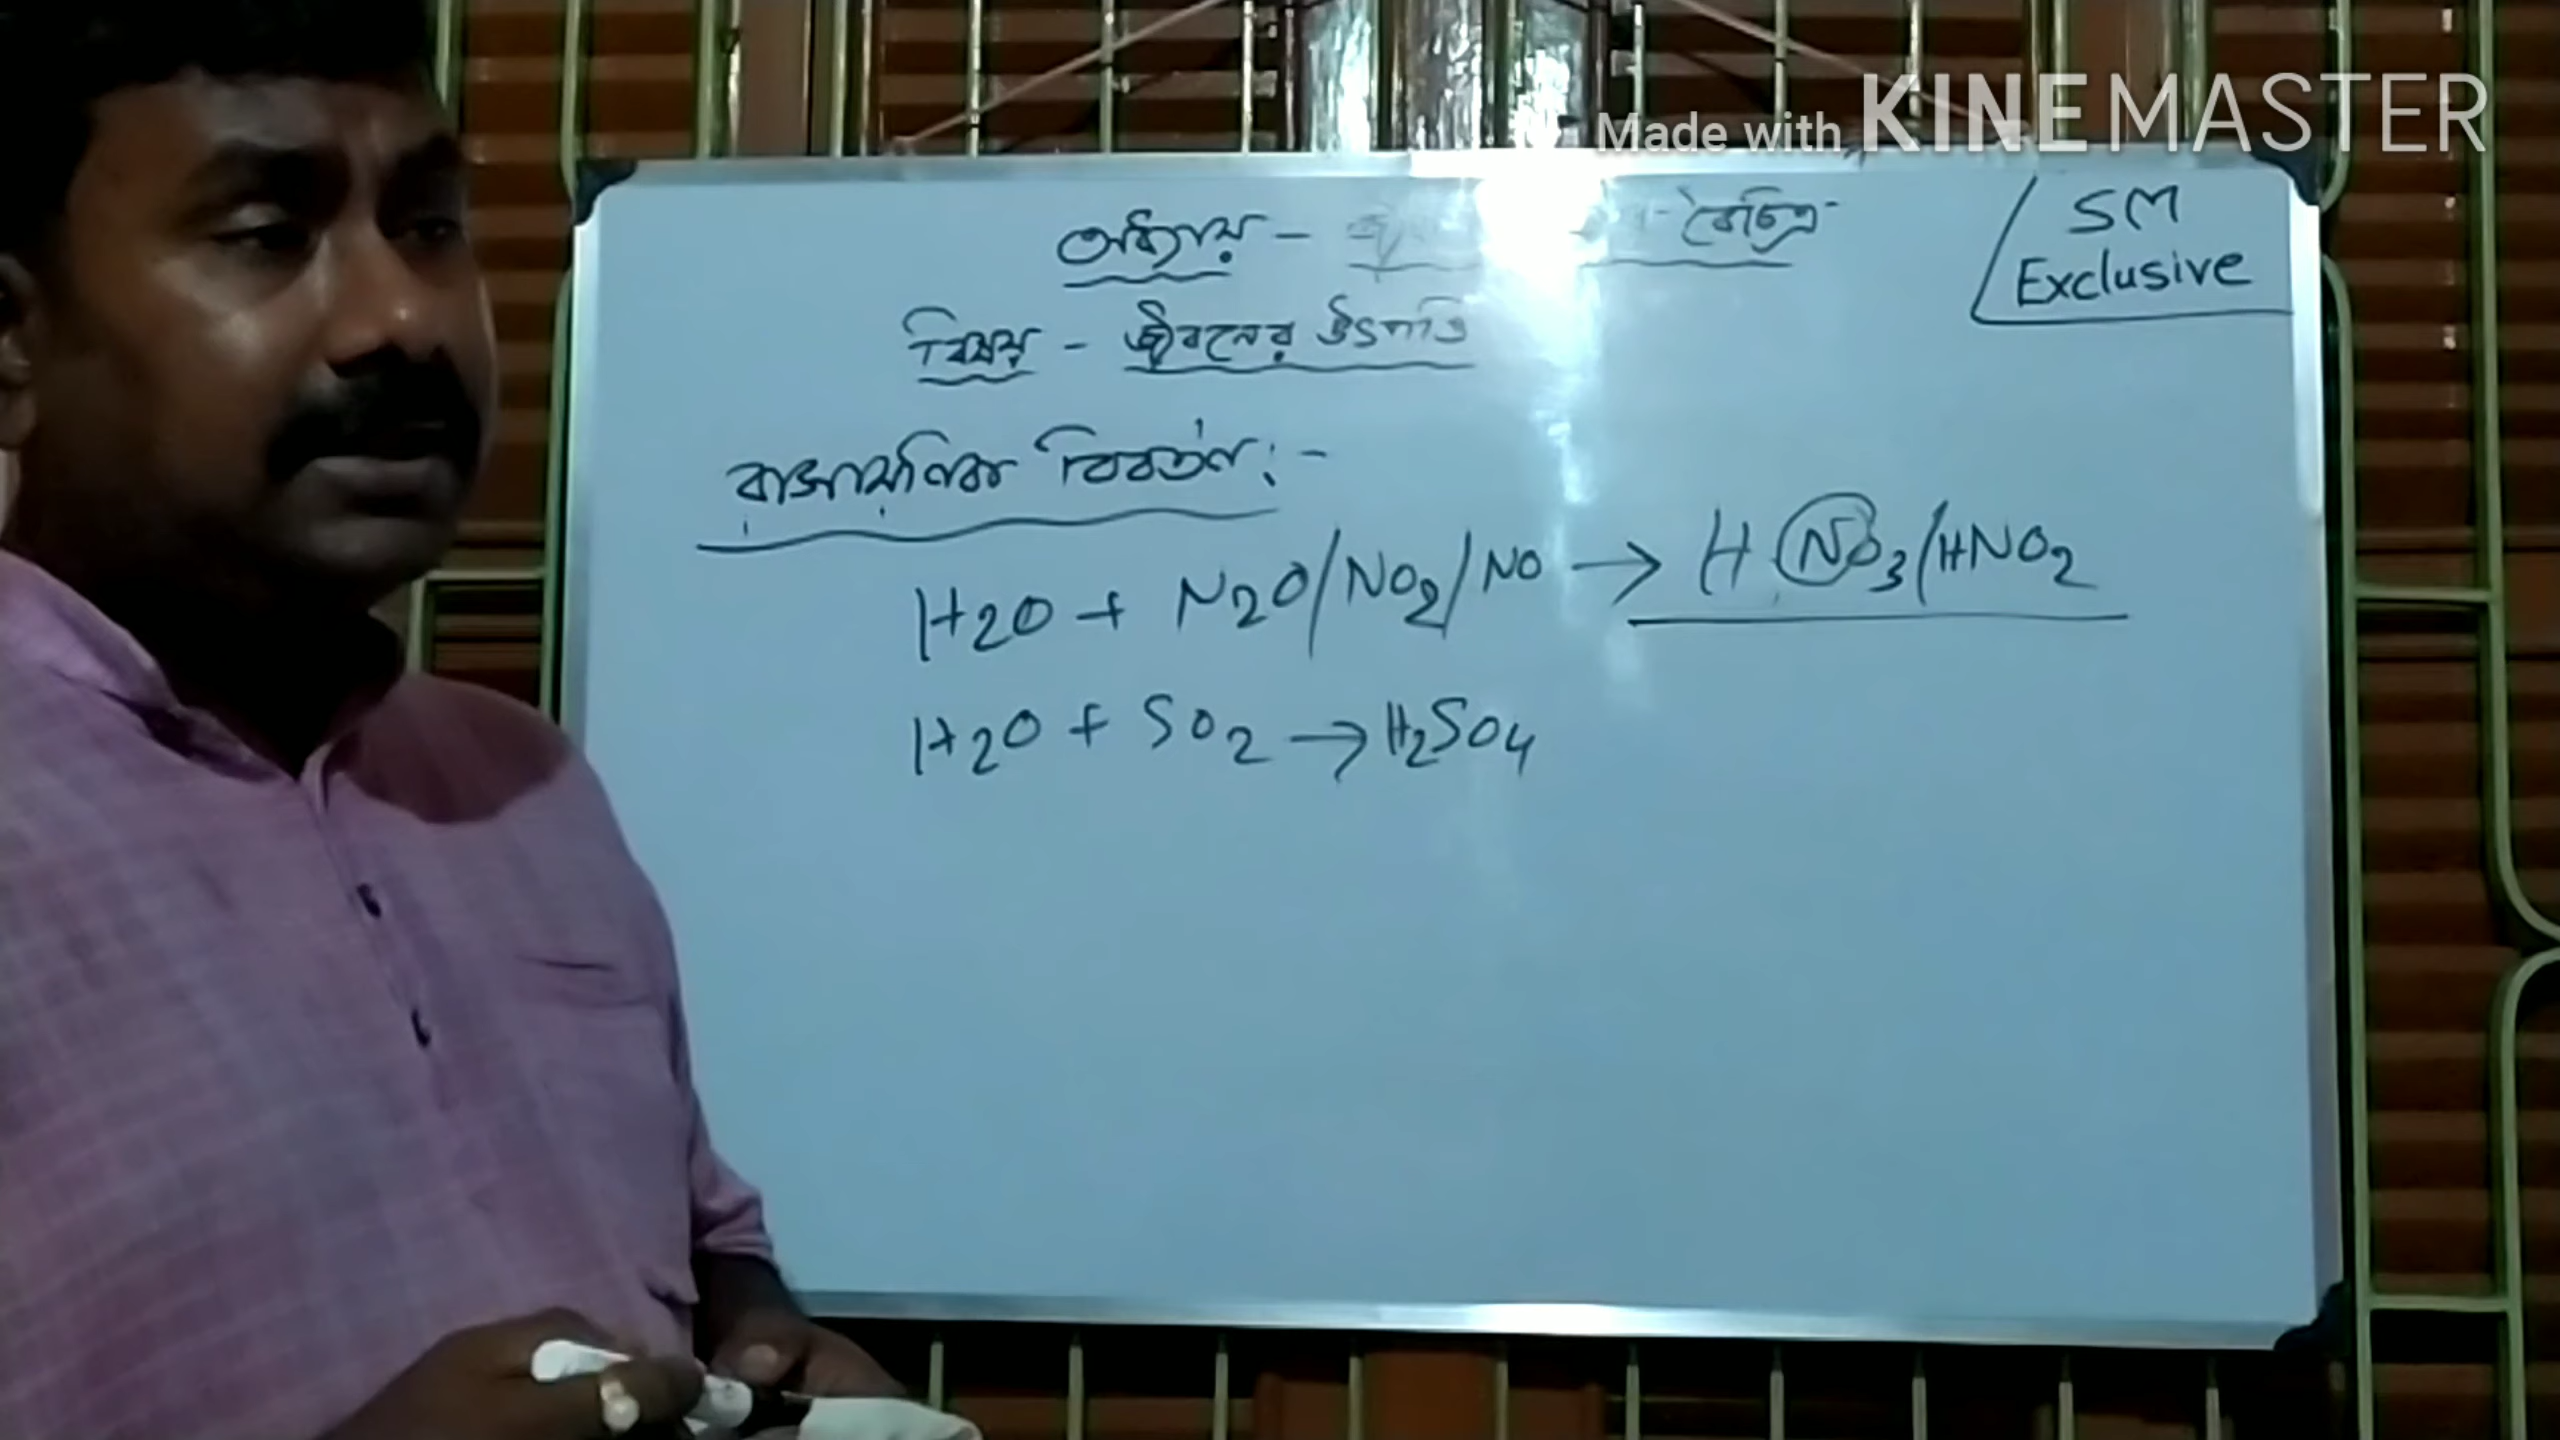 Made with KINEMASTER
অধ্যায় - বৈচিত্র
SM
Exclusive
বিষয় - জীবনের উৎপত্তি
রাসায়নিক বিবর্তন:-
H2O + N2O/NO2/NO → HNO3/HNO2
H2O + SO2 → H2SO4